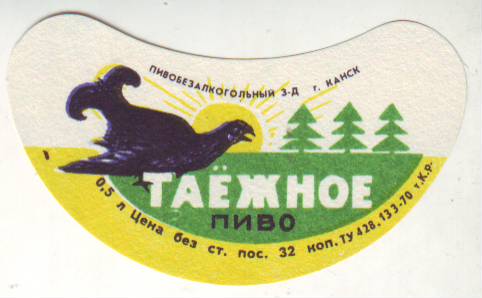 ПИВОБЕЗАЛКОГОЛЬНЫЙ З-Д г. КАНСК
ТАЁЖНОЕ
ПИВО
0,5 л Цена без ст. пос. 32 коп. ТУ 428.133-70 т.К.р.